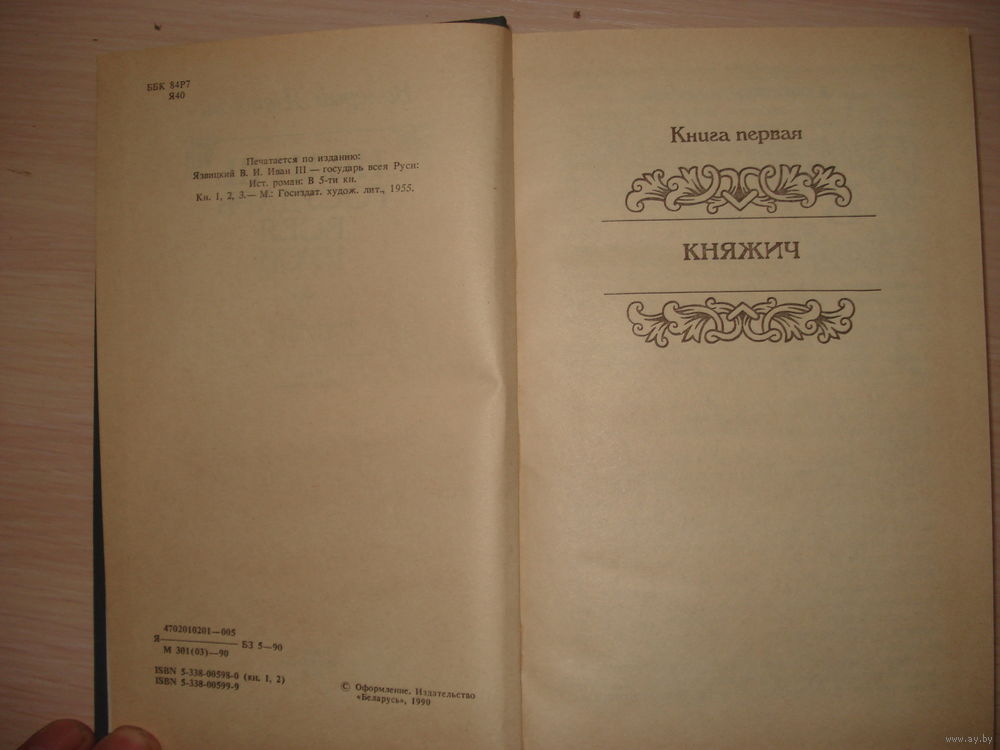 ББК 84Р7
Я40
Печатается по изданию:
Язвицкий В. И. Иван III — государь всея Руси:
Ист. роман: В 5-ти кн.
Кн. 1, 2, 3.— М.: Госиздат. худож. лит., 1955.
4702010201—005
Я———— БЗ 5—90
М 301(03)—90
ISBN 5-338-00598-0 (кн. 1, 2)
ISBN 5-338-00599-9
© Оформление. Издательство
«Беларусь», 1990
Книга первая
КНЯЖИЧ
www.ay.by